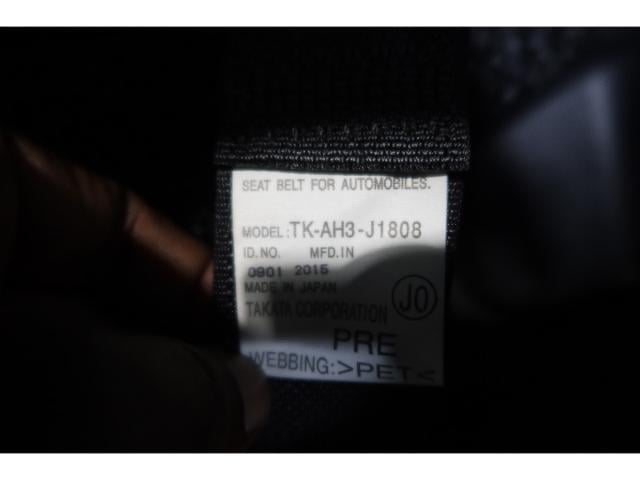 SEAT BELT FOR AUTOMOBILES.
MODEL:TK-AH3-J1808
ID.NO. MFD.IN
0901 2015
MADE IN JAPAN
TAKATA CORPORATION
JO
PRE
WEBBING:>PET<